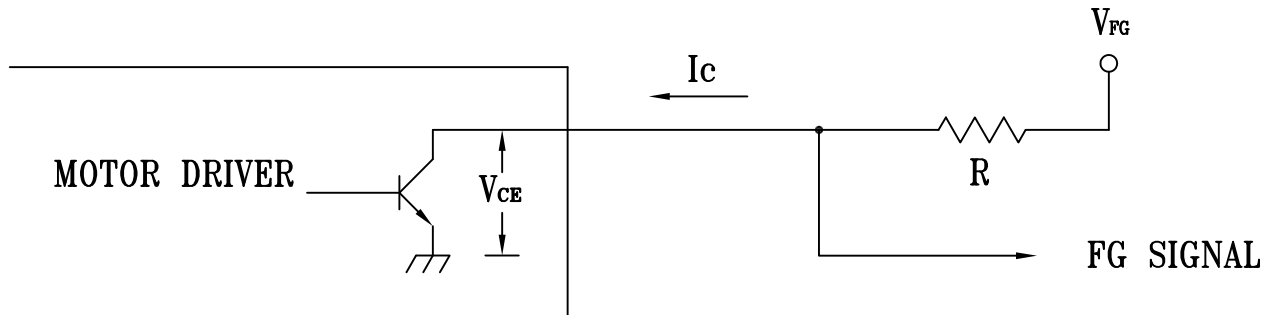 VFG
Ic
MOTOR DRIVER
VCE
R
FG SIGNAL